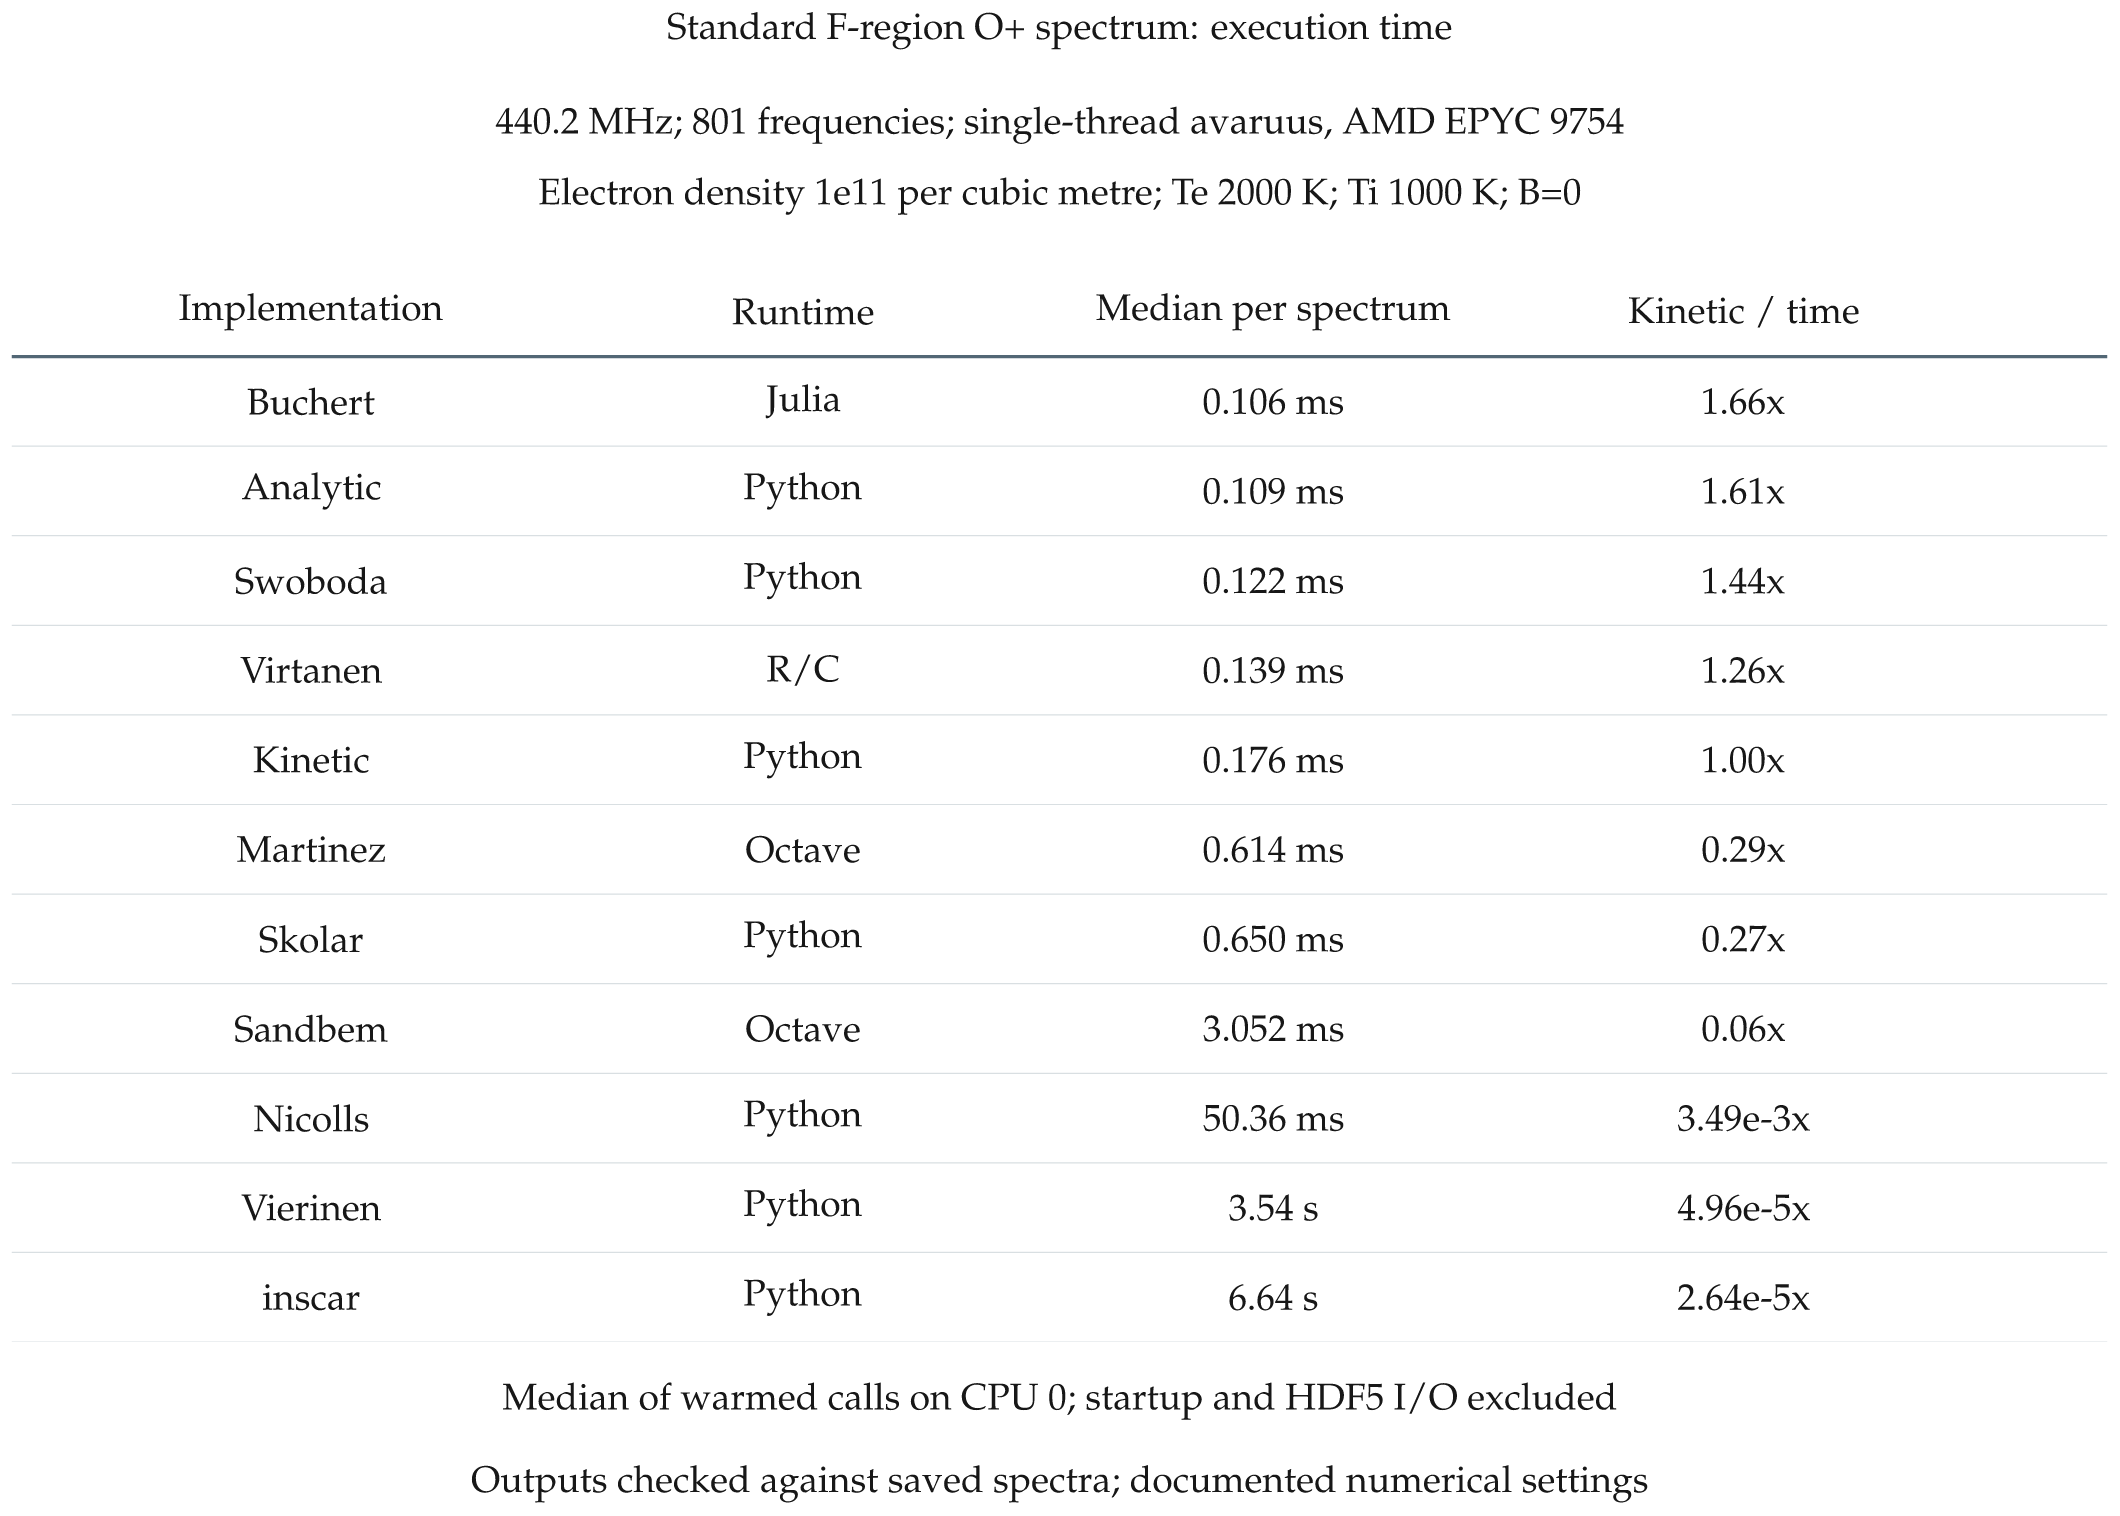 Standard F-region O+ spectrum: execution time
440.2 MHz; 801 frequencies; single-thread avaruus, AMD EPYC 9754
Electron density 1e11 per cubic metre; Te 2000 K; Ti 1000 K; B=0
Implementation Runtime Median per spectrum Kinetic / time
Buchert Julia 0.106 ms 1.66x
Analytic Python 0.109 ms 1.61x
Swoboda Python 0.122 ms 1.44x
Virtanen R/C 0.139 ms 1.26x
Kinetic Python 0.176 ms 1.00x
Martinez Octave 0.614 ms 0.29x
Skolar Python 0.650 ms 0.27x
Sandbem Octave 3.052 ms 0.06x
Nicolls Python 50.36 ms 3.49e-3x
Vierinen Python 3.54 s 4.96e-5x
inscar Python 6.64 s 2.64e-5x
Median of warmed calls on CPU 0; startup and HDF5 I/O excluded
Outputs checked against saved spectra; documented numerical settings